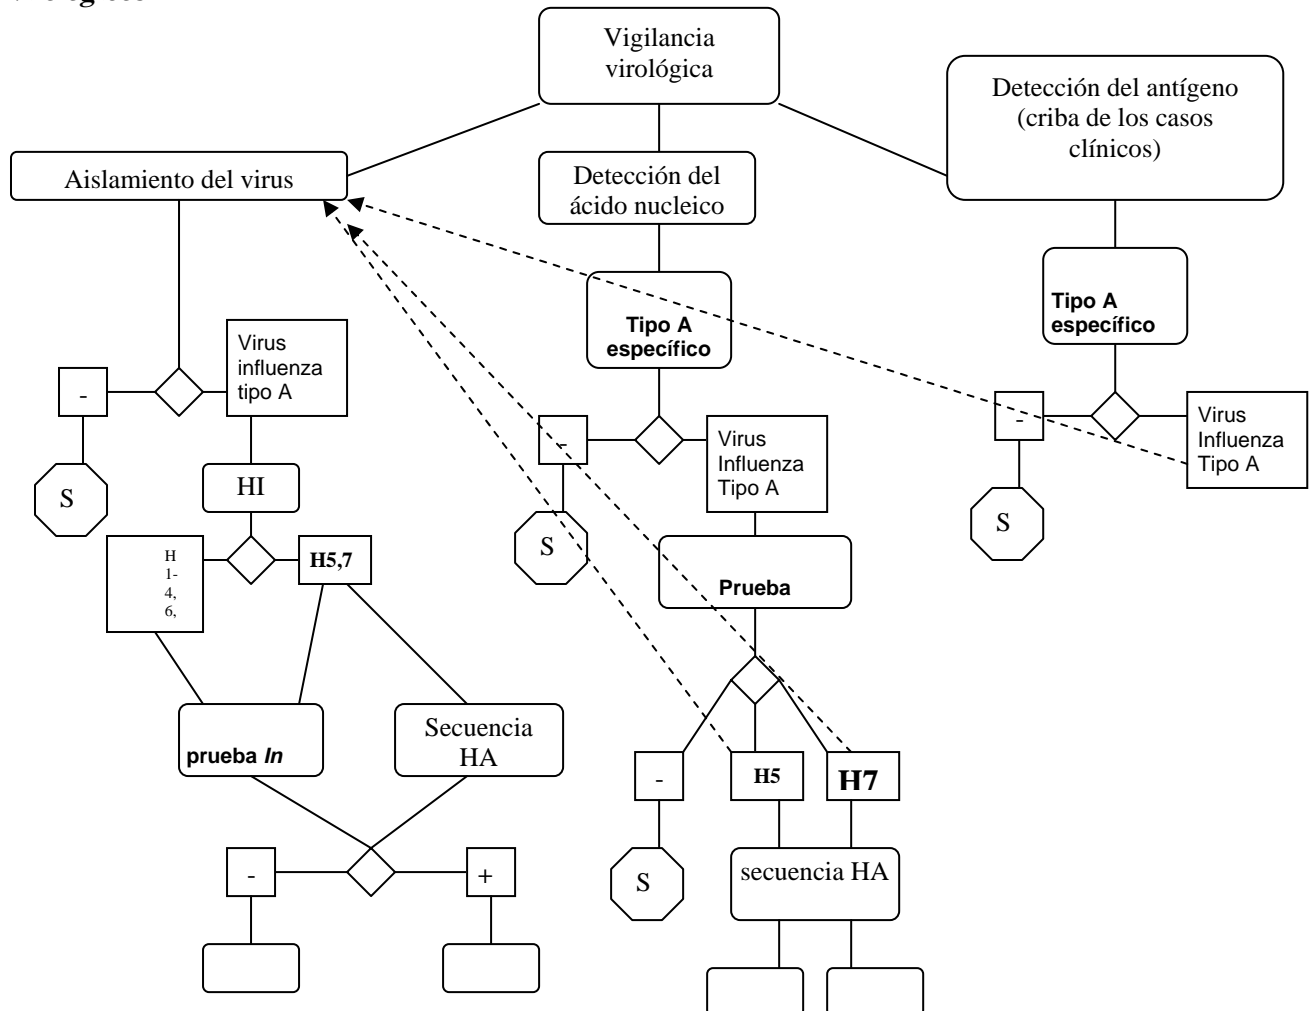 Vigilancia
virológica
Detección del antígeno
(criba de los casos
clínicos)
Aislamiento del virus
Detección del
ácido nucleico
Tipo A
específico
Tipo A
específico
Virus
influenza
tipo A
-
S
HI
H
1-
4,
6,
H5,7
prueba In
Secuencia
HA
-
+
-
Virus
Influenza
Tipo A
S
Prueba
-
H5
H7
S
secuencia HA
-
Virus
Influenza
Tipo A
S